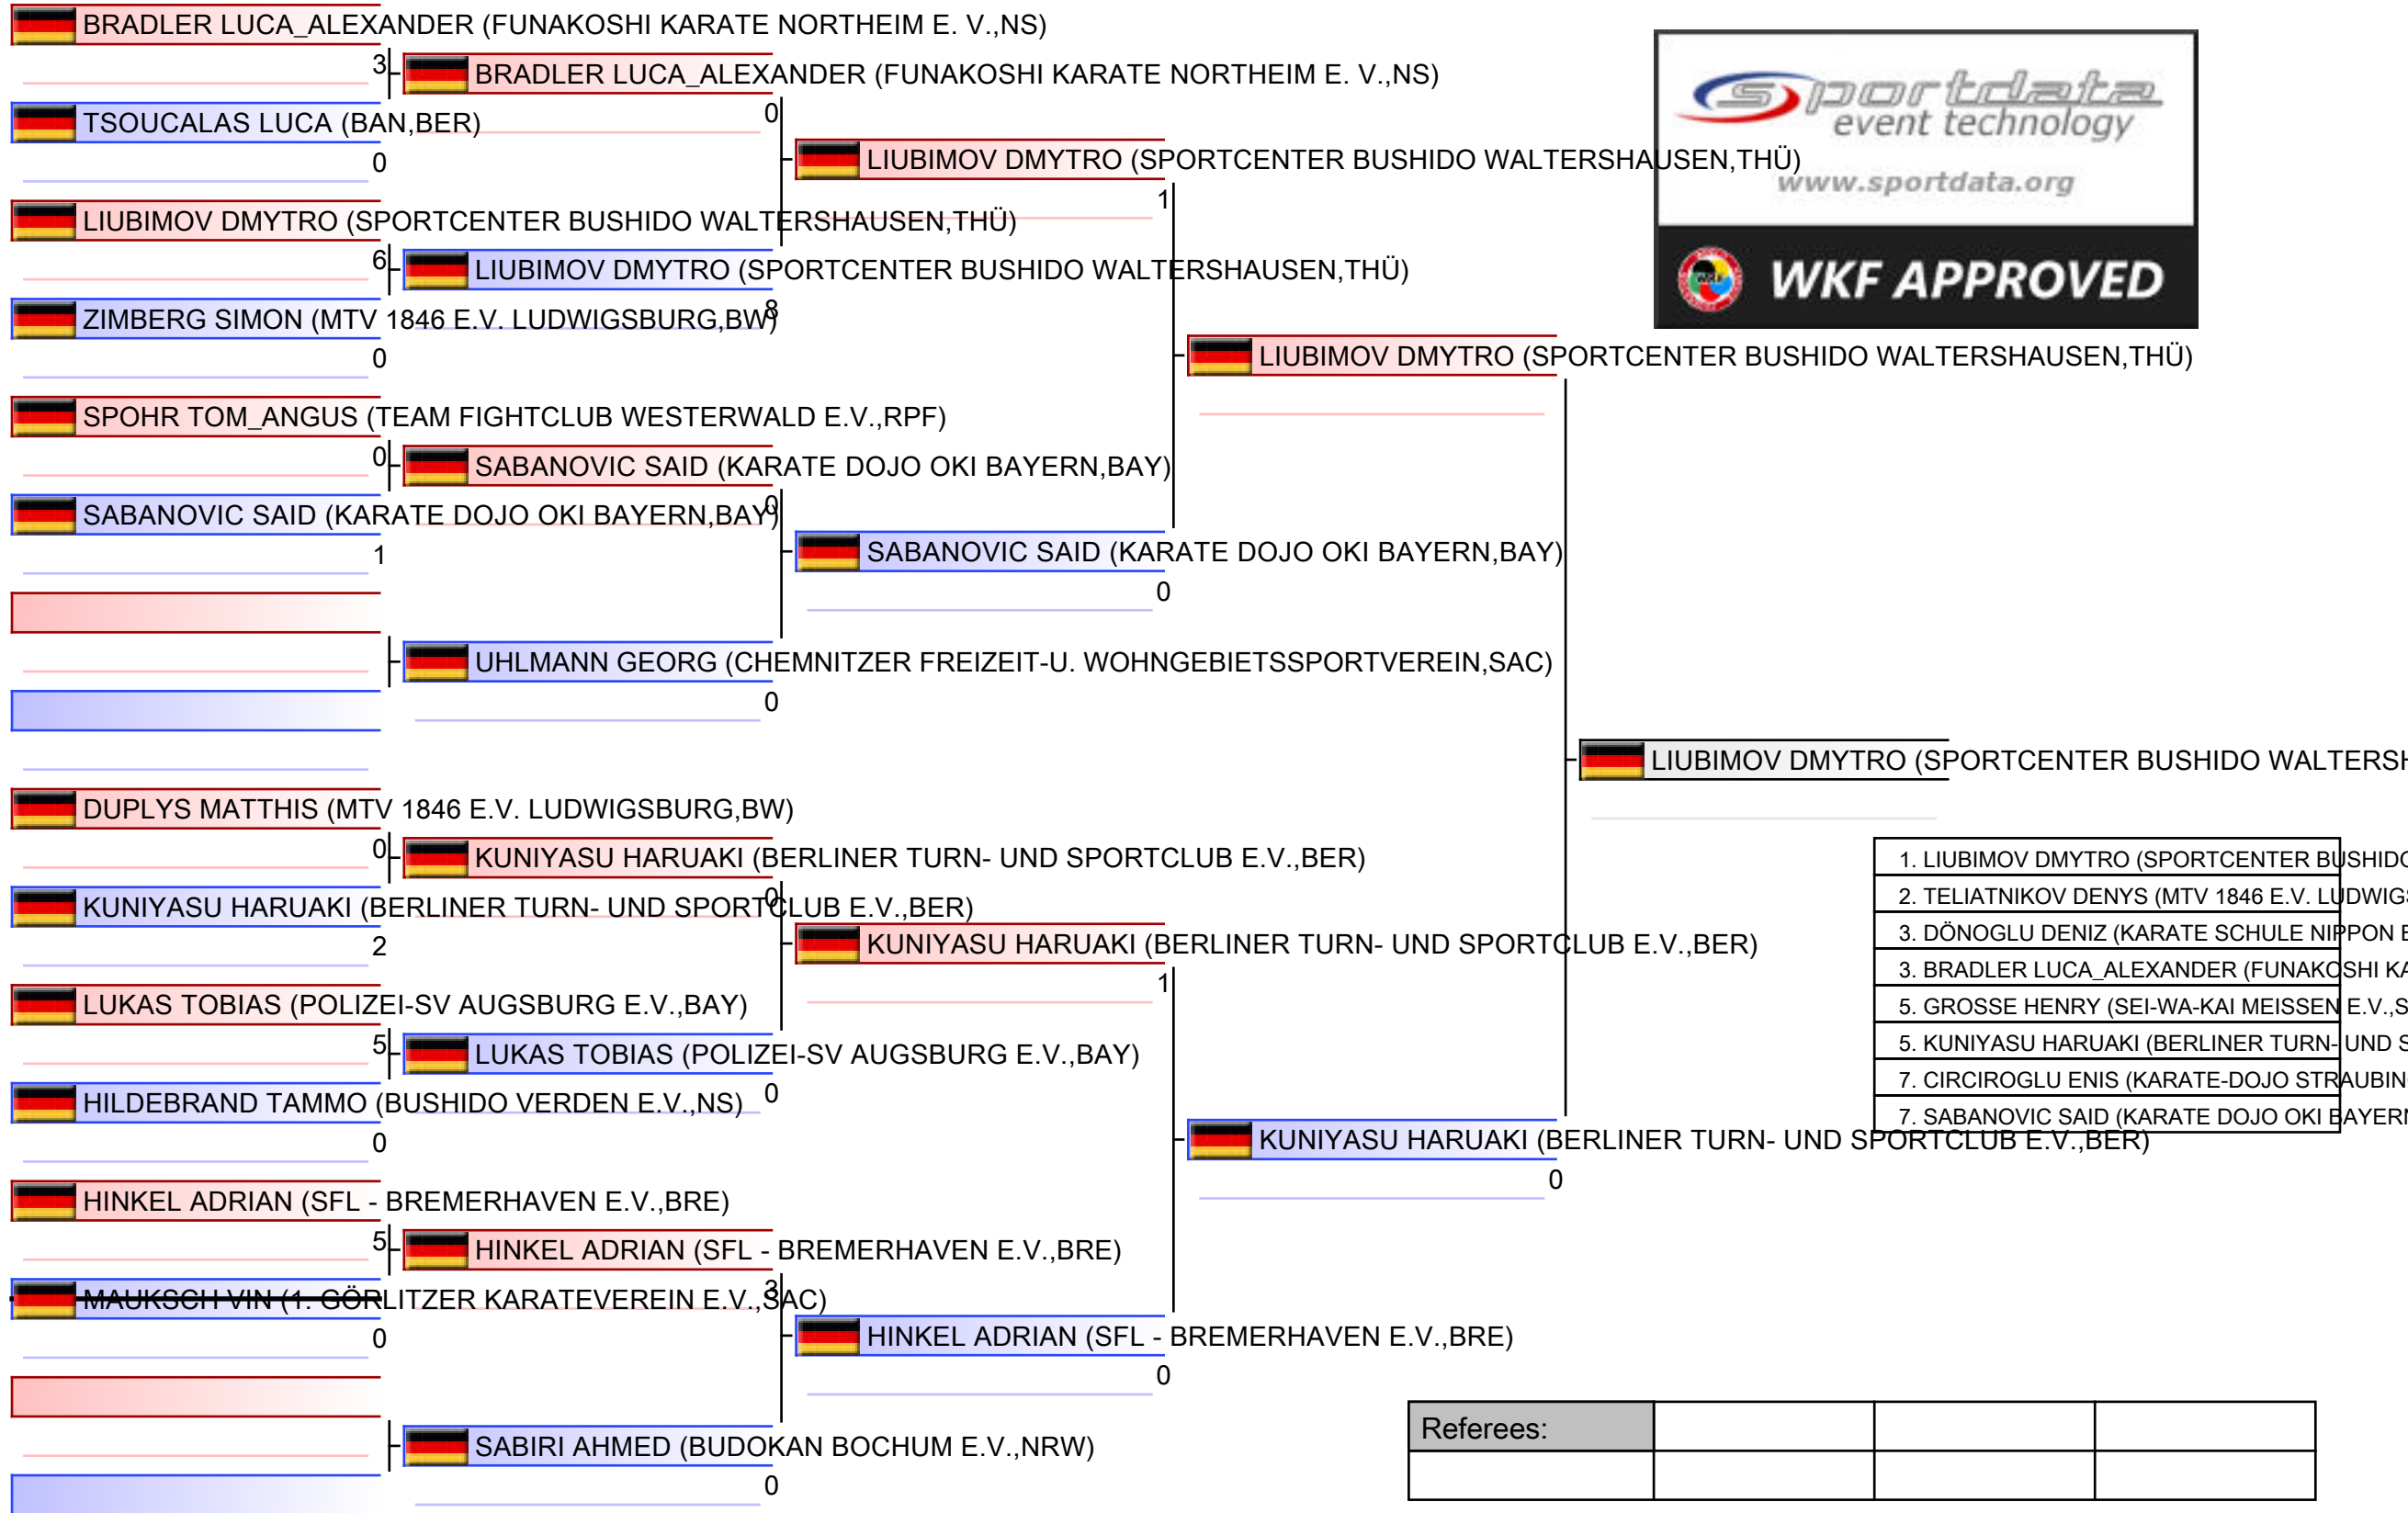 BRADLER LUCA_ALEXANDER (FUNAKOSHI KARATE NORTHEIM E. V.,NS)
3
BRADLER LUCA_ALEXANDER (FUNAKOSHI KARATE NORTHEIM E. V.,NS)
0
TSOUCALAS LUCA (BAN,BER)
0
LIUBIMOV DMYTRO (SPORTCENTER BUSHIDO WALTERSHAUSEN,THÜ)
1
LIUBIMOV DMYTRO (SPORTCENTER BUSHIDO WALTERSHAUSEN,THÜ)
6
LIUBIMOV DMYTRO (SPORTCENTER BUSHIDO WALTERSHAUSEN,THÜ)
8
ZIMBERG SIMON (MTV 1846 E.V. LUDWIGSBURG,BW)
0
LIUBIMOV DMYTRO (SPORTCENTER BUSHIDO WALTERSHAUSEN,THÜ)
SPOHR TOM_ANGUS (TEAM FIGHTCLUB WESTERWALD E.V.,RPF)
0
SABANOVIC SAID (KARATE DOJO OKI BAYERN,BAY)
0
SABANOVIC SAID (KARATE DOJO OKI BAYERN,BAY)
1
SABANOVIC SAID (KARATE DOJO OKI BAYERN,BAY)
0
UHLMANN GEORG (CHEMNITZER FREIZEIT-U. WOHNGEBIETSSPORTVEREIN,SAC)
0
LIUBIMOV DMYTRO (SPORTCENTER BUSHIDO WALTERSH
DUPLYS MATTHIS (MTV 1846 E.V. LUDWIGSBURG,BW)
0
KUNIYASU HARUAKI (BERLINER TURN- UND SPORTCLUB E.V.,BER)
0
KUNIYASU HARUAKI (BERLINER TURN- UND SPORTCLUB E.V.,BER)
2
KUNIYASU HARUAKI (BERLINER TURN- UND SPORTCLUB E.V.,BER)
1
LUKAS TOBIAS (POLIZEI-SV AUGSBURG E.V.,BAY)
5
LUKAS TOBIAS (POLIZEI-SV AUGSBURG E.V.,BAY)
0
HILDEBRAND TAMMO (BUSHIDO VERDEN E.V.,NS)
0
KUNIYASU HARUAKI (BERLINER TURN- UND SPORTCLUB E.V.,BER)
0
HINKEL ADRIAN (SFL - BREMERHAVEN E.V.,BRE)
5
HINKEL ADRIAN (SFL - BREMERHAVEN E.V.,BRE)
3
MAUKSCH VIN (1. GÖRLITZER KARATEVEREIN E.V.,SAC)
0
HINKEL ADRIAN (SFL - BREMERHAVEN E.V.,BRE)
0
SABIRI AHMED (BUDOKAN BOCHUM E.V.,NRW)
0
sportdata
event technology
www.sportdata.org
WKF APPROVED
1. LIUBIMOV DMYTRO (SPORTCENTER BUSHIDO
2. TELIATNIKOV DENYS (MTV 1846 E.V. LUDWIGS
3. DÖNOGLU DENIZ (KARATE SCHULE NIPPON E
3. BRADLER LUCA_ALEXANDER (FUNAKOSHI KA
5. GROSSE HENRY (SEI-WA-KAI MEISSEN E.V.,S
5. KUNIYASU HARUAKI (BERLINER TURN- UND S
7. CIRCIROGLU ENIS (KARATE-DOJO STRAUBIN
7. SABANOVIC SAID (KARATE DOJO OKI BAYERN
Referees: